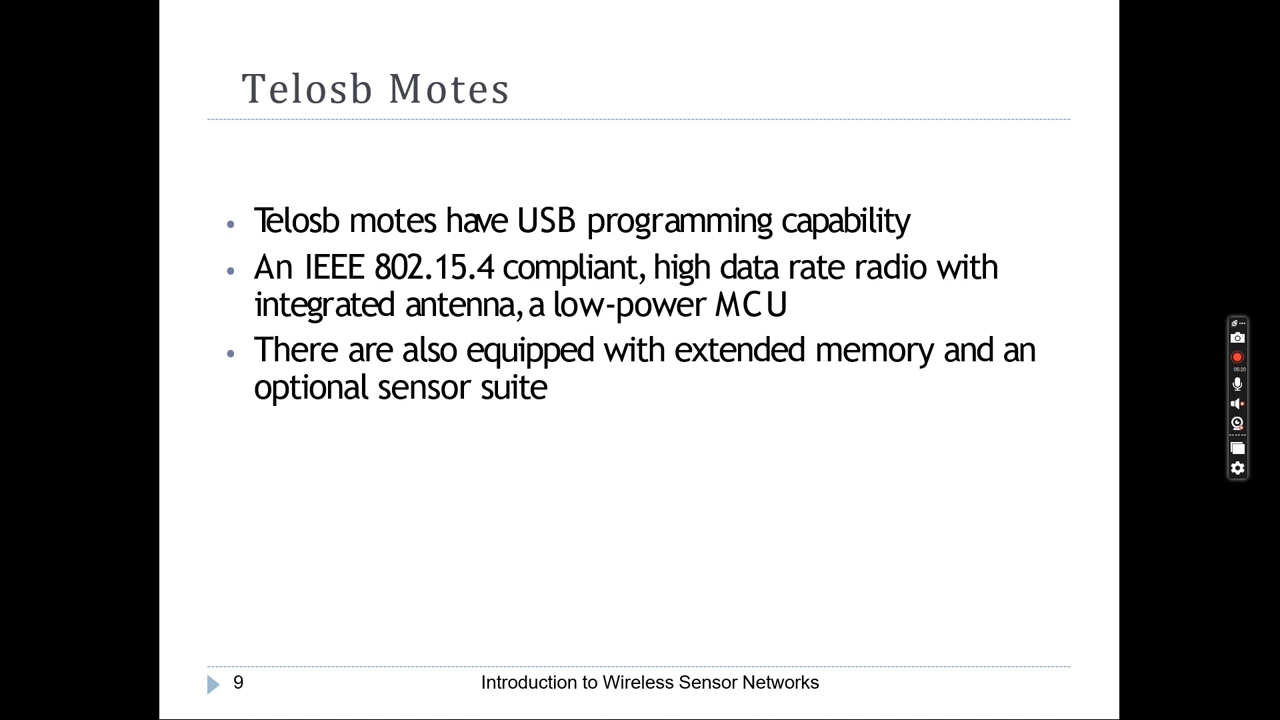 Telosb Motes
• Telosb motes have USB programming capability
• An IEEE 802.15.4 compliant, high data rate radio with
integrated antenna, a low-power MCU
• There are also equipped with extended memory and an
optional sensor suite
9 Introduction to Wireless Sensor Networks
05:20